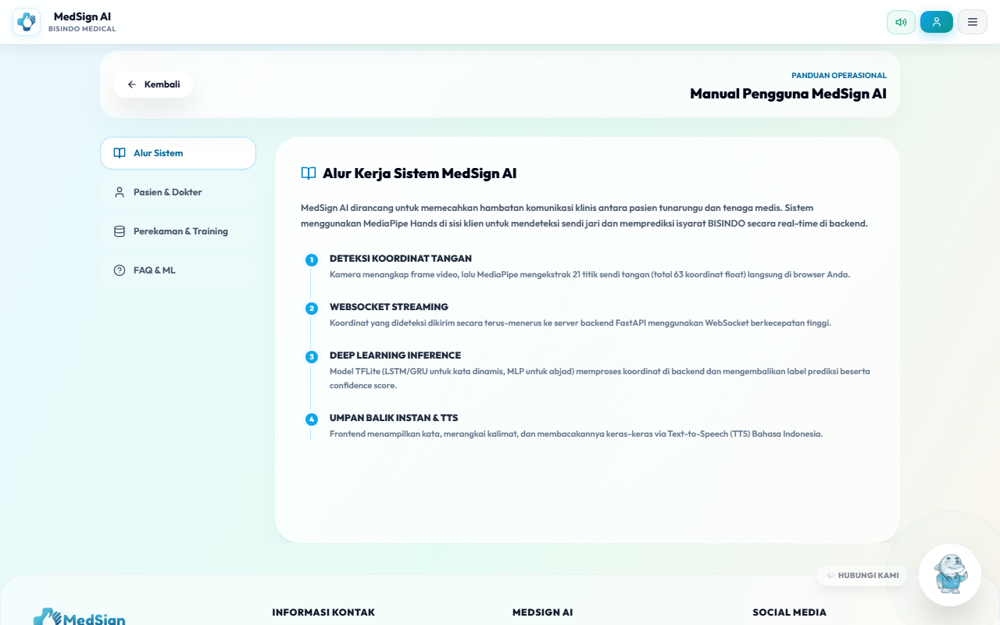 MedSign AI
BISINDO MEDICAL
Kembali
PANDUAN OPERASIONAL
Manual Pengguna MedSign AI
Alur Sistem
Pasien & Dokter
Perekaman & Training
FAQ & ML
Alur Kerja Sistem MedSign AI
MedSign AI dirancang untuk memecahkan hambatan komunikasi klinis antara pasien tunarungu dan tenaga medis. Sistem
menggunakan MediaPipe Hands di sisi klien untuk mendeteksi sendi jari dan memprediksi isyarat BISINDO secara real-time di backend.
1 DETEKSI KOORDINAT TANGAN
Kamera menangkap frame video, lalu MediaPipe mengekstrak 21 titik sendi tangan (total 63 koordinat float) langsung di browser Anda.
2 WEBSOCKET STREAMING
Koordinat yang dideteksi dikirim secara terus-menerus ke server backend FastAPI menggunakan WebSocket berkecepatan tinggi.
3 DEEP LEARNING INFERENCE
Model TFLite (LSTM/GRU untuk kata dinamis, MLP untuk abjad) memproses koordinat di backend dan mengembalikan label prediksi beserta
confidence score.
4 UMPAN BALIK INSTAN & TTS
Frontend menampilkan kata, merangkai kalimat, dan membacakannya keras-keras via Text-to-Speech (TTS) Bahasa Indonesia.
HUBUNGI KAMI
MedSign
INFORMASI KONTAK
MEDSIGN AI
SOCIAL MEDIA